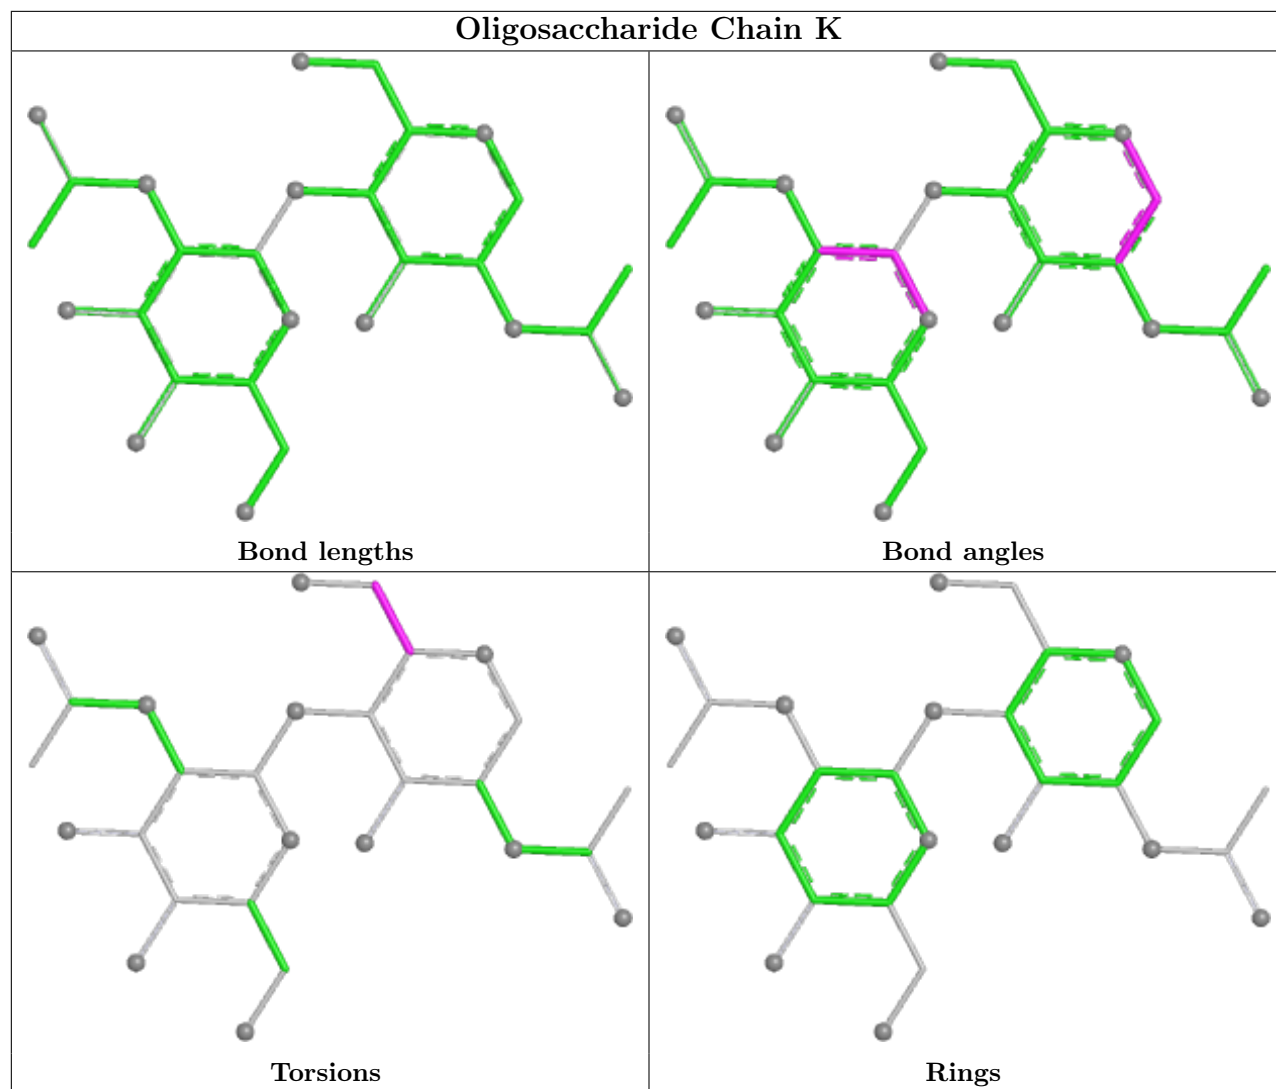 Oligosaccharide Chain K
Bond lengths
Bond angles
Torsions
Rings